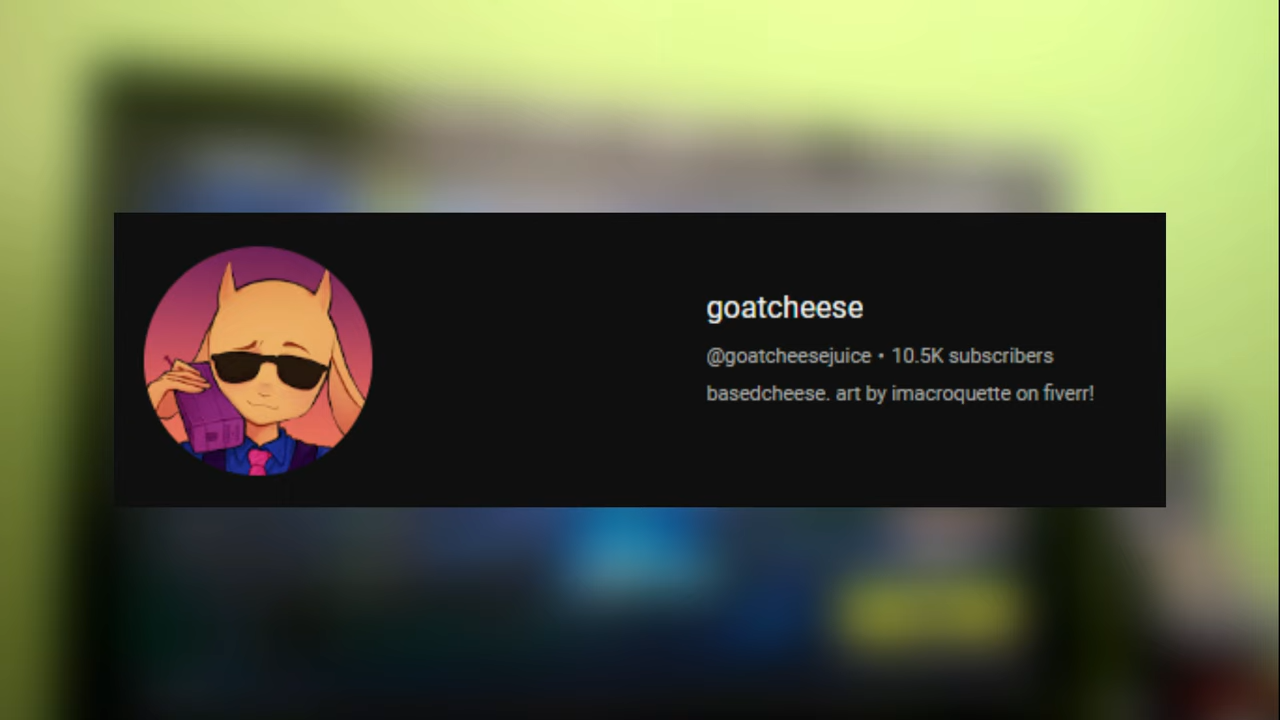 goatcheese
@goatcheesejuice • 10.5K subscribers
basedcheese. art by imacroquette on fiverr!